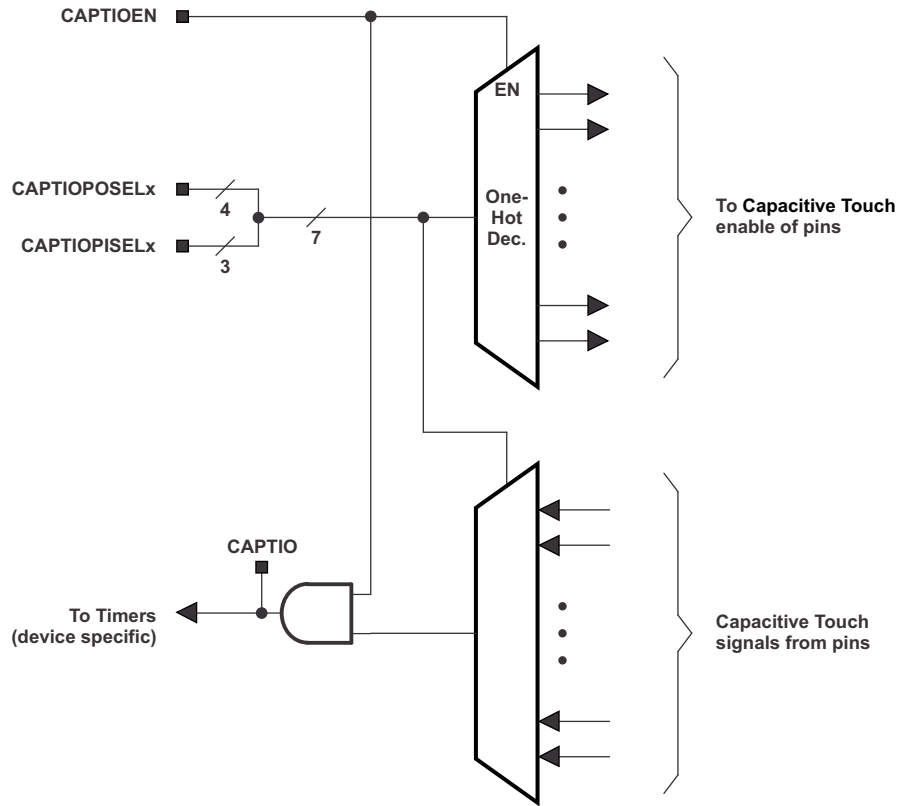 CAPTIOEN
EN
CAPTIOPOSELx
4
CAPTIOPISELx
3
7
One-
Hot
Dec.
To Capacitive Touch
enable of pins
CAPTIO
To Timers
(device specific)
Capacitive Touch
signals from pins